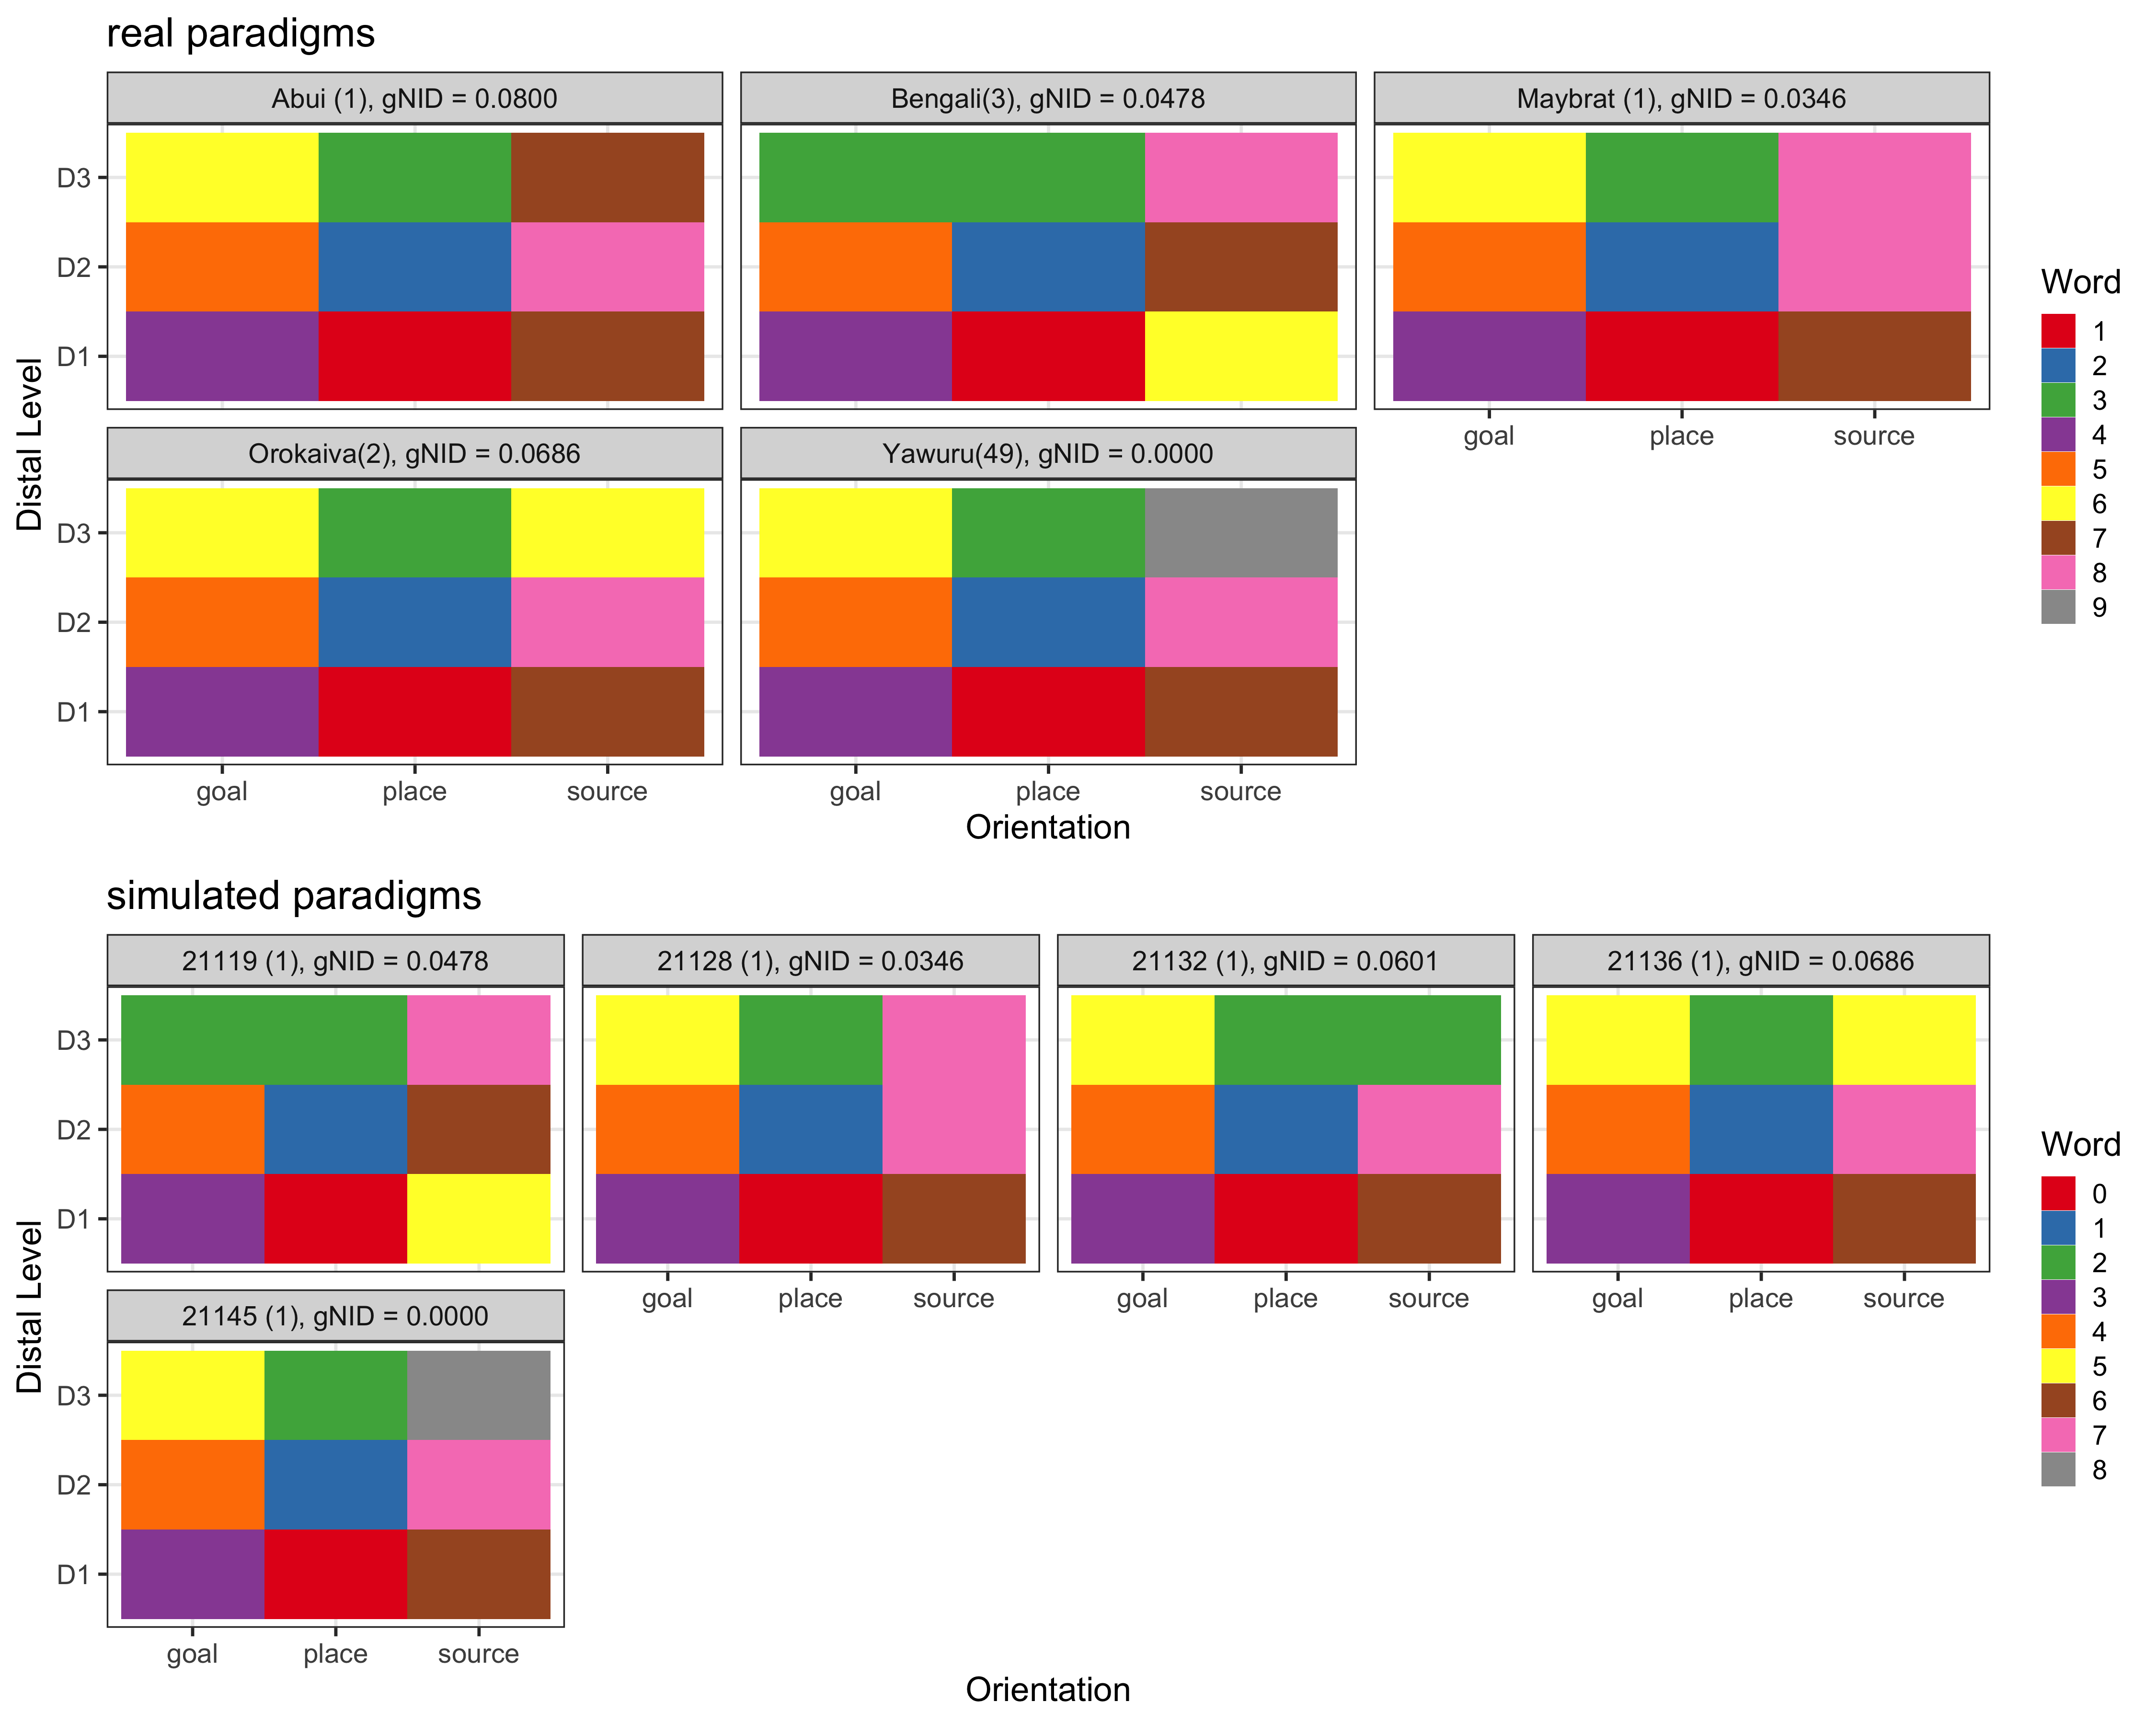 real paradigms
Abui (1), gNID = 0.0800
Bengali(3), gNID = 0.0478
Maybrat (1), gNID = 0.0346
D3
D2
D1
goal
place
source
Orokaiva(2), gNID = 0.0686
Yawuru(49), gNID = 0.0000
D3
D2
D1
goal
place
source
goal
place
source
Distal Level
Orientation
Word
1
2
3
4
5
6
7
8
9
simulated paradigms
21119 (1), gNID = 0.0478
21128 (1), gNID = 0.0346
21132 (1), gNID = 0.0601
21136 (1), gNID = 0.0686
D3
D2
D1
goal
place
source
goal
place
source
goal
place
source
21145 (1), gNID = 0.0000
D3
D2
D1
goal
place
source
Distal Level
Orientation
Word
0
1
2
3
4
5
6
7
8